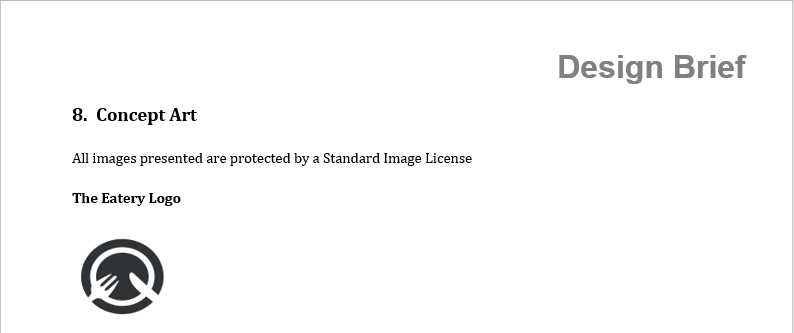 Design Brief
8. Concept Art
All images presented are protected by a Standard Image License
The Eatery Logo